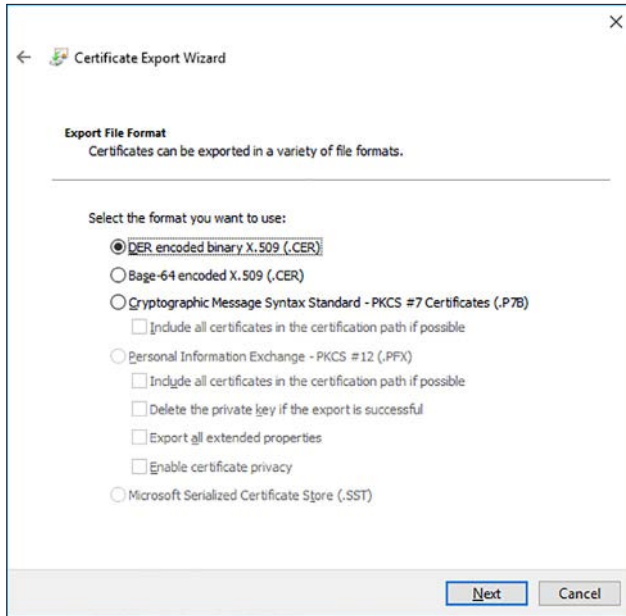 Certificate Export Wizard
Export File Format
Certificates can be exported in a variety of file formats.
Select the format you want to use:
DER encoded binary X.509 (.CER)
Base-64 encoded X.509 (.CER)
Cryptographic Message Syntax Standard - PKCS #7 Certificates (.P7B)
Include all certificates in the certification path if possible
Personal Information Exchange - PKCS #12 (.PFX)
Include all certificates in the certification path if possible
Delete the private key if the export is successful
Export all extended properties
Enable certificate privacy
Microsoft Serialized Certificate Store (.SST)
Next Cancel